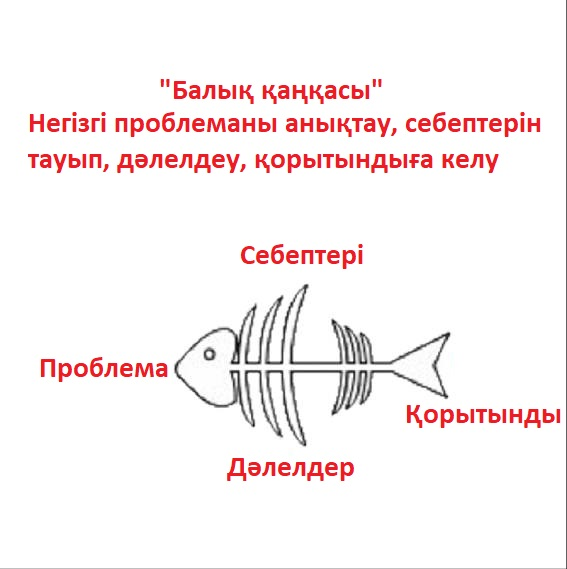 "Балық қаңқасы"
Негізгі проблеманы анықтау, себептерін
тауып, дәлелдеу, қорытындыға келу
Себептері
Проблема
Қорытынды
Дәлелдер